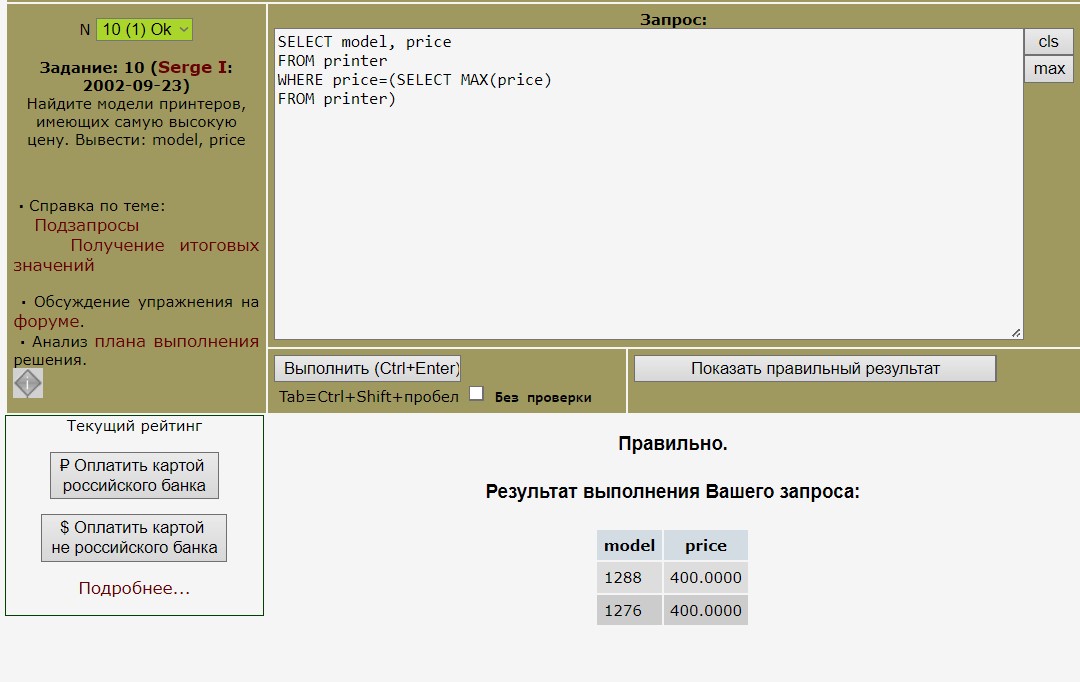 N 10 (1) Ok
Задание: 10 (Serge I:
2002-09-23)
Найдите модели принтеров,
имеющих самую высокую
цену. Вывести: model, price
· Справка по теме:
Подзапросы
Получение итоговых
значений
· Обсуждение упражнения на
форуме.
· Анализ плана выполнения
решения.
Запрос:
SELECT model, price
FROM printer
WHERE price=(SELECT MAX(price)
FROM printer)
cls
max
Выполнить (Ctrl+Enter)
Tab≡Ctrl+Shift+пробел Без проверки
Показать правильный результат
Текущий рейтинг
₽ Оплатить картой
российского банка
$ Оплатить картой
не российского банка
Подробнее...
Правильно.
Результат выполнения Вашего запроса:
model price
1288 400.0000
1276 400.0000